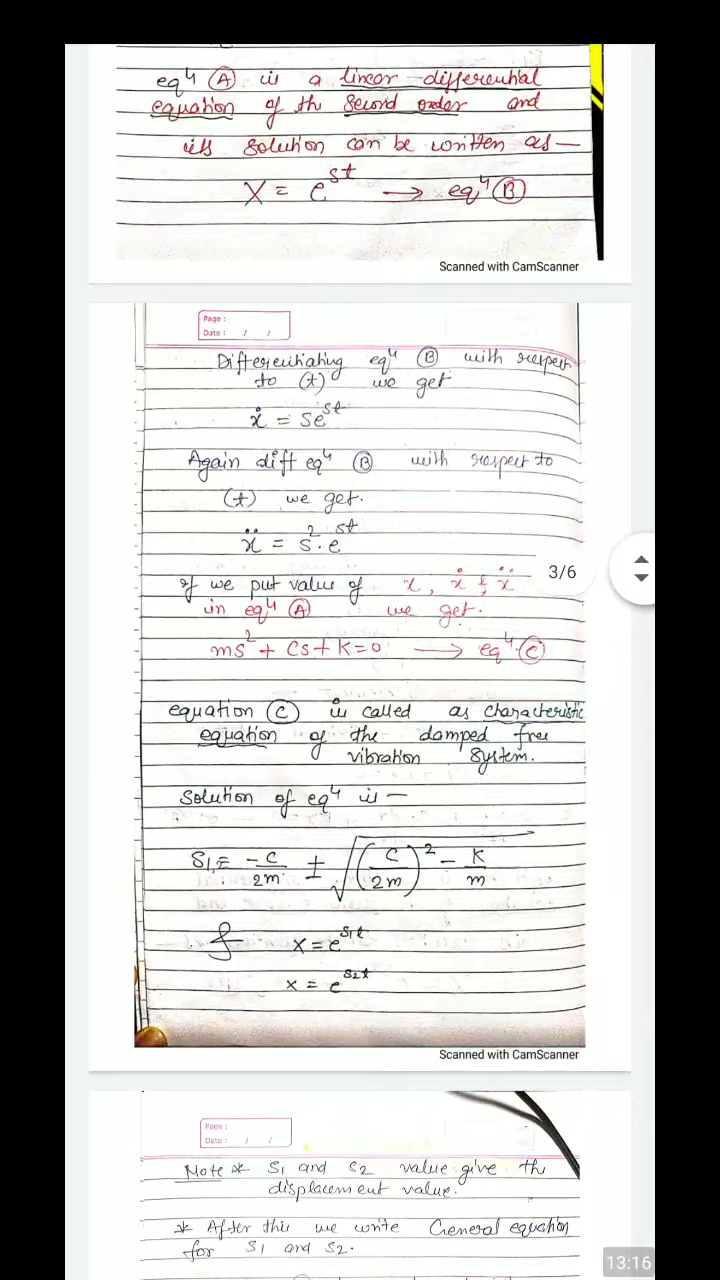 eqⁿ Ⓐ is a linear differential
equation of the second order and
its solution can be written as —
X = e^st → eqⁿ Ⓑ
Scanned with CamScanner
Page :
Date : / /
Differentiating eqⁿ Ⓑ with respect
to (t) we get
ẋ = se^st
Again diff eqⁿ Ⓑ with respect to
(t) we get.
ẍ = s².e^st
3/6
If we put value of x, ẋ & ẍ
in eqⁿ Ⓐ we get.
ms² + Cs + K = 0 → eqⁿ Ⓒ
equation Ⓒ is called as characteristic
equation of the damped free
vibration system.
Solution of eqⁿ is —
S₁ = -c/2m ± √((c/2m)² - K/m)
x = e^s₁t
x = e^s₂t
Scanned with CamScanner
Page :
Date : / /
Note * S₁ and S₂ value give the
displacement value.
* After this we write General equation
for S₁ and S₂.
13:16